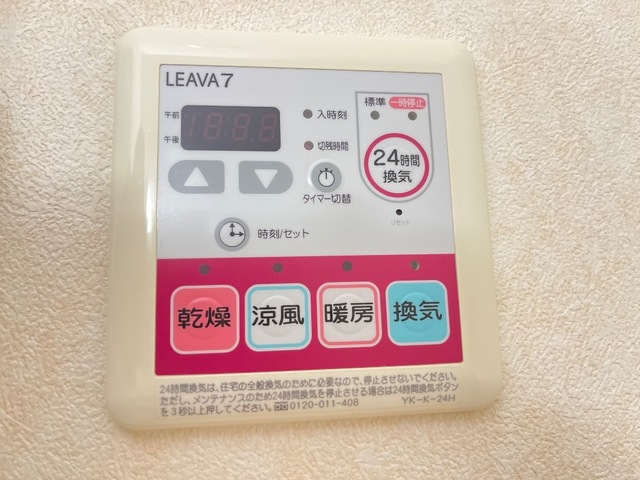 LEAVA7
午前
午後
入時刻
切残時間
タイマー切替
時刻/セット
標準 一時停止
24時間
換気
リセット
乾燥 涼風 暖房 換気
24時間換気は、住宅の全般換気のために必要なので、停止させないでください。
ただし、メンテナンスのため24時間換気を停止させる場合は24時間換気ボタン
を3秒以上押してください。 0120-011-408 YK-K-24H